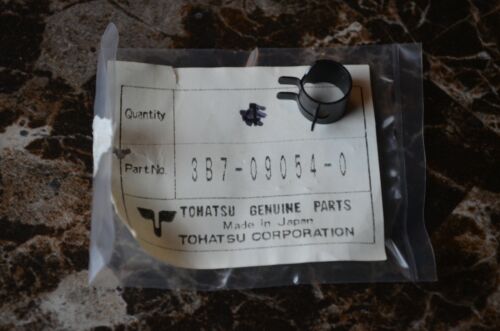 Quantity
Part No. 3B7-09054-0
TOHATSU GENUINE PARTS
Made in Japan
TOHATSU CORPORATION